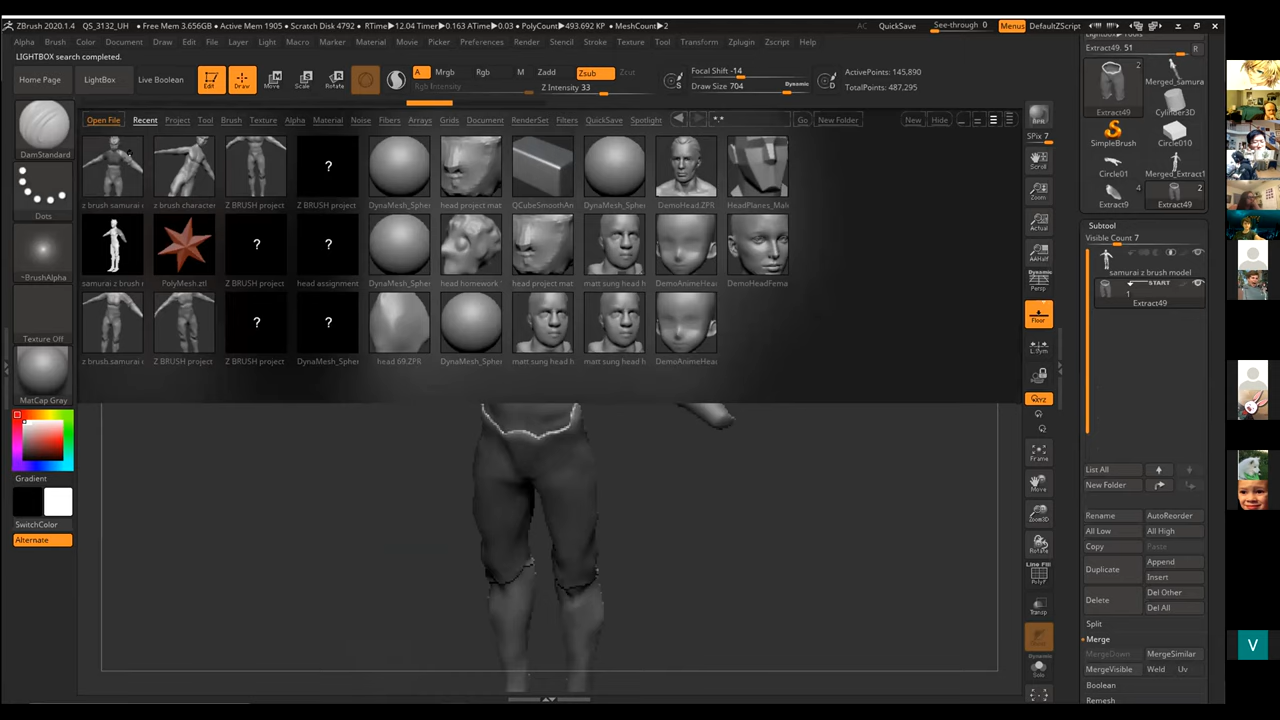 ZBrush 2020.1.4 QS_3132_UH • Free Mem 3.656GB • Active Mem 1905 • Scratch Disk 4792 • RTime▸12.04 Timer▸0.163 ATime▸0.03 • PolyCount▸493.692 KP • MeshCount▸2 AC QuickSave See-through 0 Menus DefaultZScript
Alpha Brush Color Document Draw Edit File Layer Light Macro Marker Material Movie Picker Preferences Render Stencil Stroke Texture Tool Transform Zplugin Zscript Help
LIGHTBOX search completed.
Home Page LightBox Live Boolean Edit Draw Move Scale Rotate A Mrgb Rgb M Zadd Zsub Zcut Focal Shift -14 ActivePoints: 145,890
Rgb Intensity Z Intensity 33 Draw Size 704 Dynamic TotalPoints: 487,295
Open File Recent Project Tool Brush Texture Alpha Material Noise Fibers Arrays Grids Document RenderSet Filters QuickSave Spotlight Go New Folder New Hide
z brush samurai z brush character Z BRUSH project Z BRUSH project DynaMesh_Sphe head project mat QCubeSmoothAn DynaMesh_Sphe DemoHead.ZPR HeadPlanes_Mal
samurai z brush r PolyMesh.ztl Z BRUSH project head assignment head homework head project mat matt sung head DemoAnimeHea DemoHeadFema
z brush samurai Z BRUSH project Z BRUSH project DynaMesh_Sphe head 69.ZPR DynaMesh_Sphe matt sung head h matt sung head h DemoAnimeHea
DamStandard
Dots
~BrushAlpha
Texture Off
MatCap Gray
Gradient
SwitchColor
Alternate
BPR
SPix 7
Scroll
Zoom
Actual
AAHalf
Dynamic
Persp
Floor
L.Sym
XYZ
Frame
Move
Zoom3D
Rotate
Line Fill
PolyF
Transp
Dynamic
Solo
Extract49. 51 R
2
Extract49 Merged_samura
Cylinder3D
SimpleBrush Circle010
Circle01 Merged_Extract1
4 2
Extract9 Extract49
Subtool
Visible Count 7
samurai z brush model
START
1
Extract49
List All
New Folder
Rename AutoReorder
All Low All High
Copy Paste
Duplicate Append
Insert
Delete Del Other
Del All
Split
Merge
MergeDown MergeSimilar
MergeVisible Weld Uv
Boolean
Remesh
V